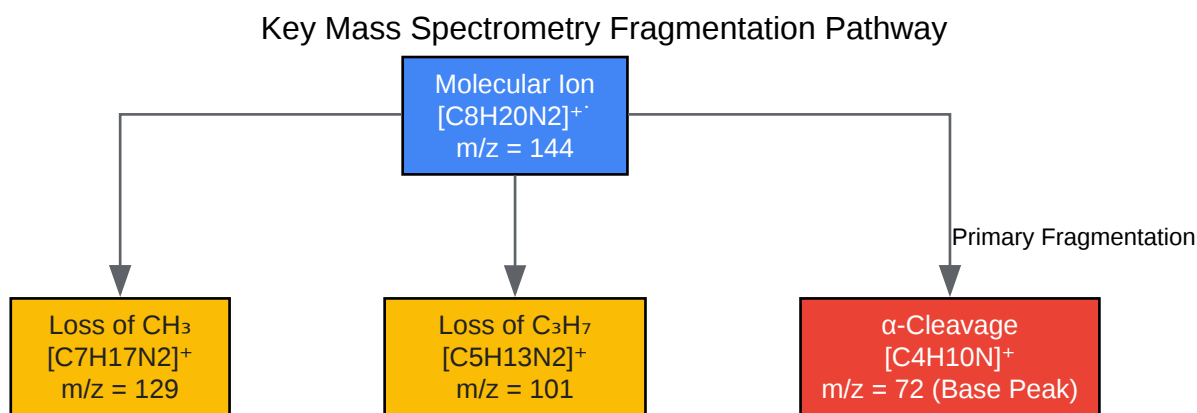 Key Mass Spectrometry Fragmentation Pathway
Molecular Ion
[C8H20N2]⁺˙
m/z = 144
Primary Fragmentation
Loss of CH₃
[C7H17N2]⁺
m/z = 129
Loss of C₃H₇
[C5H13N2]⁺
m/z = 101
α-Cleavage
[C4H10N]⁺
m/z = 72 (Base Peak)